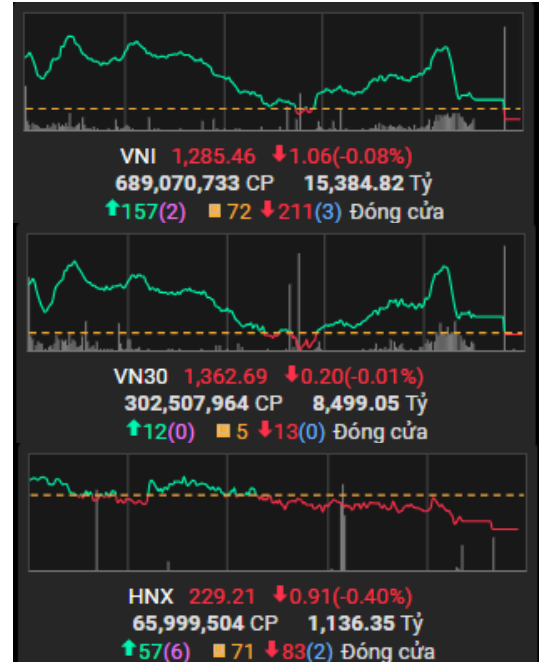 VNI 1,285.46 1.06(-0.08%)
689,070,733 CP 15,384.82 Tỷ
157(2) 72 211(3) Đóng cửa
VN30 1,362.69 0.20(-0.01%)
302,507,964 CP 8,499.05 Tỷ
12(0) 5 13(0) Đóng cửa
HNX 229.21 0.91(-0.40%)
65,999,504 CP 1,136.35 Tỷ
57(6) 71 83(2) Đóng cửa